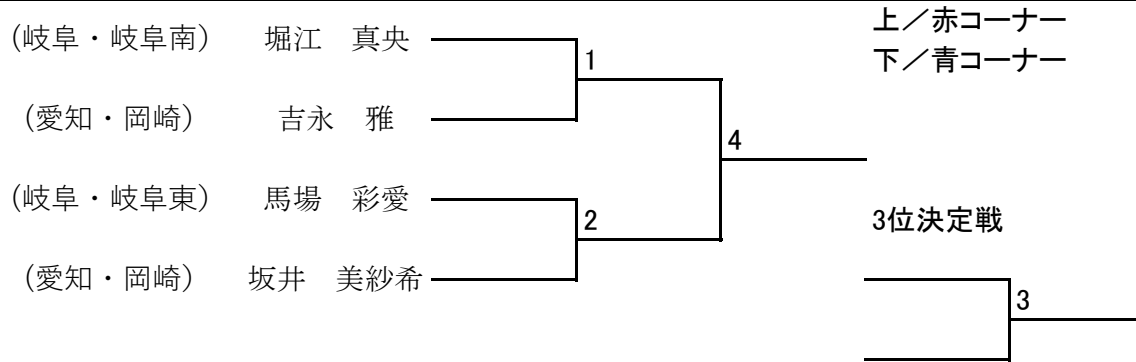 (岐阜・岐阜南) 堀江 真央
(愛知・岡崎) 吉永 雅
(岐阜・岐阜東) 馬場 彩愛
(愛知・岡崎) 坂井 美紗希
1
2
4
上／赤コーナー
下／青コーナー
3位決定戦
3